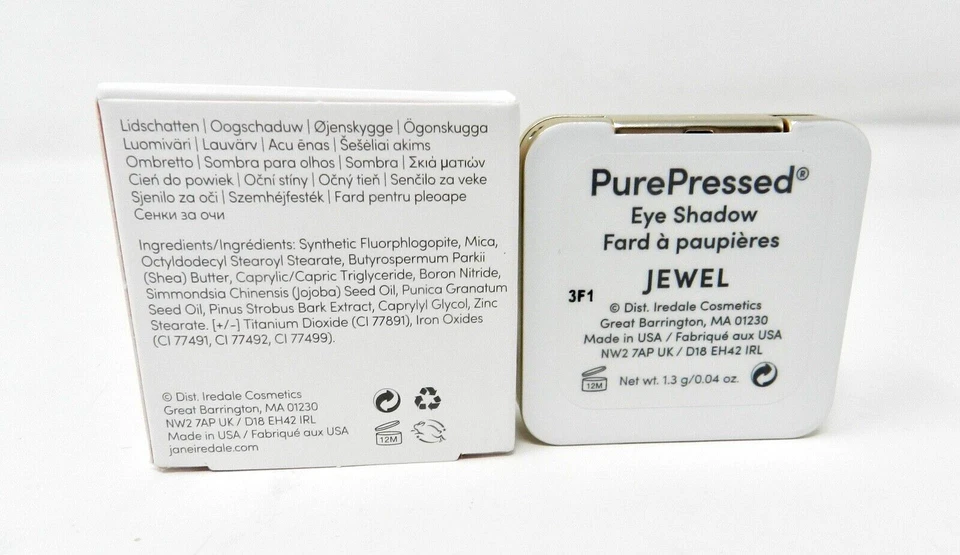 Lidschatten | Oogschaduw | Øjenskygge | Ögonskugga
Luomiväri | Lauvärv | Acu ēnas | Šešėliai akims
Ombretto | Sombra para olhos | Sombra | Σκιά ματιών
Cień do powiek | Oční stíny | Očný tieň | Senčilo za veke
Sjenilo za oči | Szemhéjfesték | Fard pentru pleoape
Сенки за очи
Ingredients/Ingrédients: Synthetic Fluorphlogopite, Mica,
Octyldodecyl Stearoyl Stearate, Butyrospermum Parkii
(Shea) Butter, Caprylic/Capric Triglyceride, Boron Nitride,
Simmondsia Chinensis (Jojoba) Seed Oil, Punica Granatum
Seed Oil, Pinus Strobus Bark Extract, Caprylyl Glycol, Zinc
Stearate. [+/-] Titanium Dioxide (CI 77891), Iron Oxides
(CI 77491, CI 77492, CI 77499).
© Dist. Iredale Cosmetics
Great Barrington, MA 01230
NW2 7AP UK / D18 EH42 IRL
Made in USA / Fabriqué aux USA
janeiredale.com
12M
PurePressed®
Eye Shadow
Fard à paupières
JEWEL
3F1
© Dist. Iredale Cosmetics
Great Barrington, MA 01230
Made in USA / Fabriqué aux USA
NW2 7AP UK / D18 EH42 IRL
12M Net wt. 1.3 g/0.04 oz.